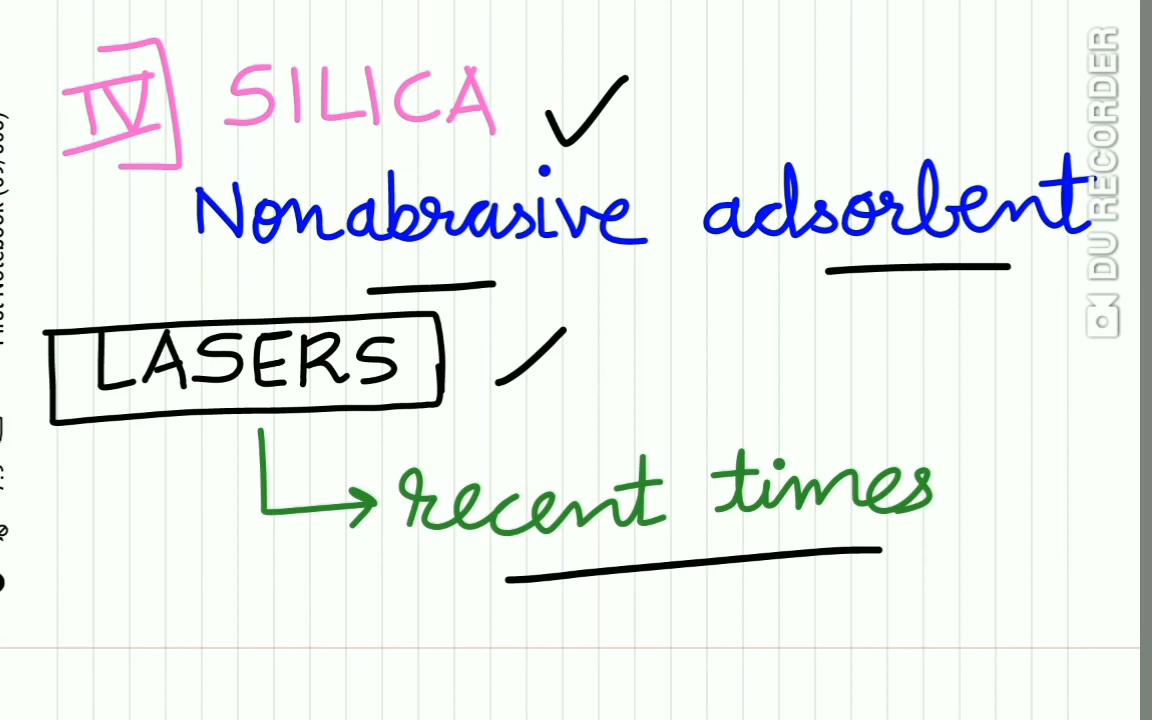 IV SILICA
Nonabrasive adsorbent
LASERS
recent times
DU RECORDER